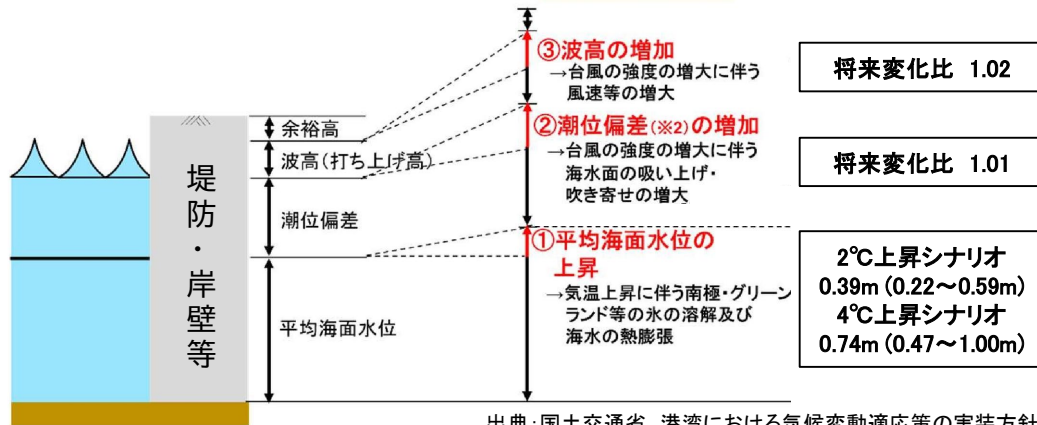 堤防・岸壁等
余裕高
波高(打ち上げ高)
潮位偏差
平均海面水位
③波高の増加
→台風の強度の増大に伴う
風速等の増大
②潮位偏差(※2)の増加
→台風の強度の増大に伴う
海水面の吸い上げ・
吹き寄せの増大
①平均海面水位の
上昇
→気温上昇に伴う南極・グリーン
ランド等の氷の溶解及び
海水の熱膨張
将来変化比 1.02
将来変化比 1.01
2℃上昇シナリオ
0.39m (0.22～0.59m)
4℃上昇シナリオ
0.74m (0.47～1.00m)
出典：国土交通省 港湾における気候変動適応策の実装方針